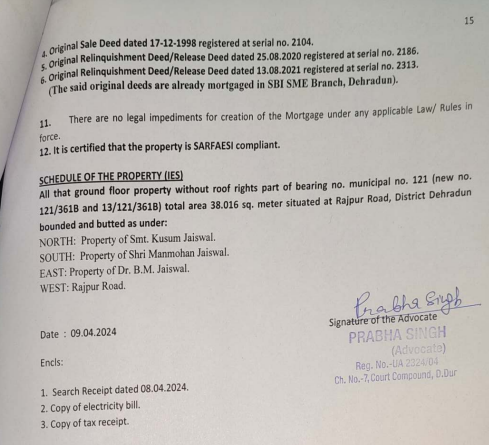 15
4. Original Sale Deed dated 17-12-1998 registered at serial no. 2104.
5. Original Relinquishment Deed/Release Deed dated 25.08.2020 registered at serial no. 2186.
6. Original Relinquishment Deed/Release Deed dated 13.08.2021 registered at serial no. 2313.
(The said original deeds are already mortgaged in SBI SME Branch, Dehradun).
11. There are no legal impediments for creation of the Mortgage under any applicable Law/ Rules in
force.
12. It is certified that the property is SARFAESI compliant.
SCHEDULE OF THE PROPERTY (IES)
All that ground floor property without roof rights part of bearing no. municipal no. 121 (new no.
121/361B and 13/121/361B) total area 38.016 sq. meter situated at Rajpur Road, District Dehradun
bounded and butted as under:
NORTH: Property of Smt. Kusum Jaiswal.
SOUTH: Property of Shri Manmohan Jaiswal.
EAST: Property of Dr. B.M. Jaiswal.
WEST: Rajpur Road.
Prabha Singh
Signature of the Advocate
PRABHA SINGH
(Advocate)
Reg. No.-UA 2324/04
Ch. No.-7, Court Compound, D.Dur
Date : 09.04.2024
Encls:
1. Search Receipt dated 08.04.2024.
2. Copy of electricity bill.
3. Copy of tax receipt.